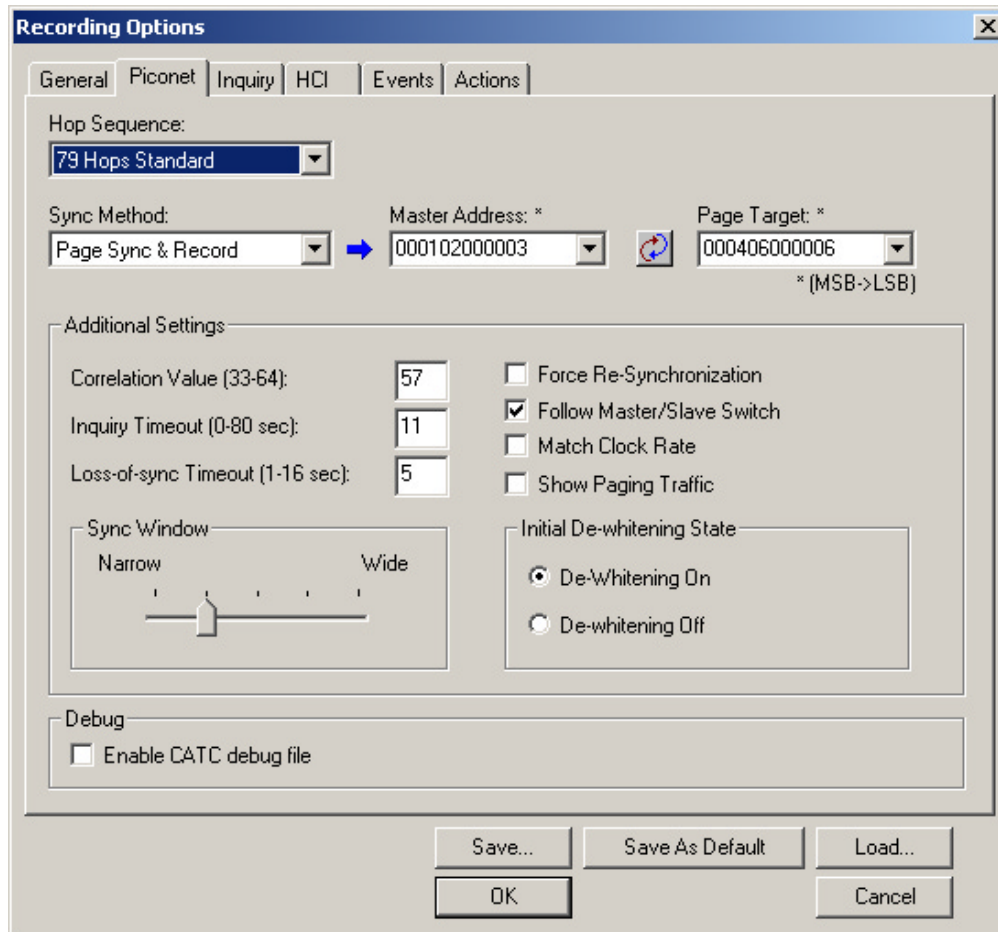 Recording Options
General Piconet Inquiry HCI Events Actions
Hop Sequence:
79 Hops Standard
Sync Method: Master Address: * Page Target: *
Page Sync & Record 000102000003 000406000006
* (MSB->LSB)
Additional Settings
Correlation Value (33-64): 57
Inquiry Timeout (0-80 sec): 11
Loss-of-sync Timeout (1-16 sec): 5
Force Re-Synchronization
Follow Master/Slave Switch
Match Clock Rate
Show Paging Traffic
Sync Window
Narrow Wide
Initial De-whitening State
De-Whitening On
De-whitening Off
Debug
Enable CATC debug file
Save... Save As Default Load...
OK Cancel